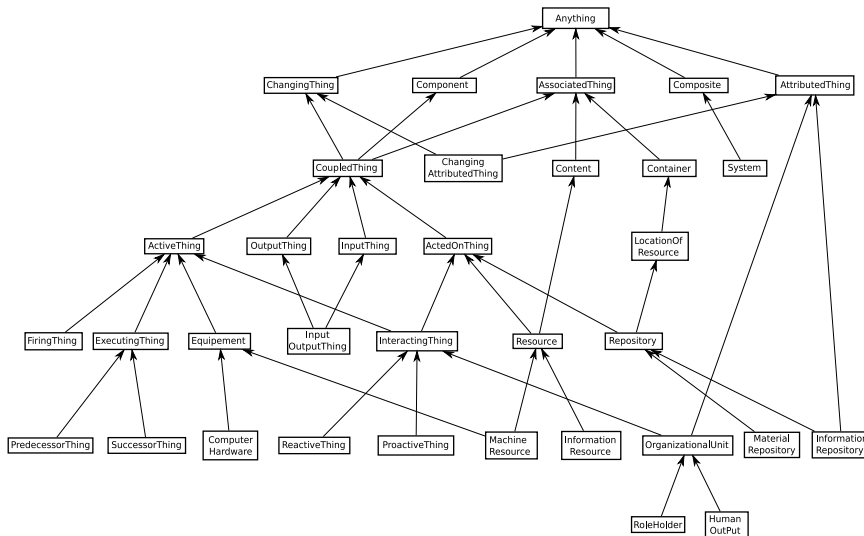 Anything
ChangingThing
Component
AssociatedThing
Composite
AttributedThing
CoupledThing
Changing
AttributedThing
Content
Container
System
ActiveThing
OutputThing
InputThing
ActedOnThing
LocationOf
Resource
FiringThing
ExecutingThing
Equipement
Input
OutputThing
InteractingThing
Resource
Repository
PredecessorThing
SuccessorThing
Computer
Hardware
ReactiveThing
ProactiveThing
Machine
Resource
Information
Resource
OrganizationalUnit
Material
Repository
Information
Repository
RoleHolder
Human
OutPut